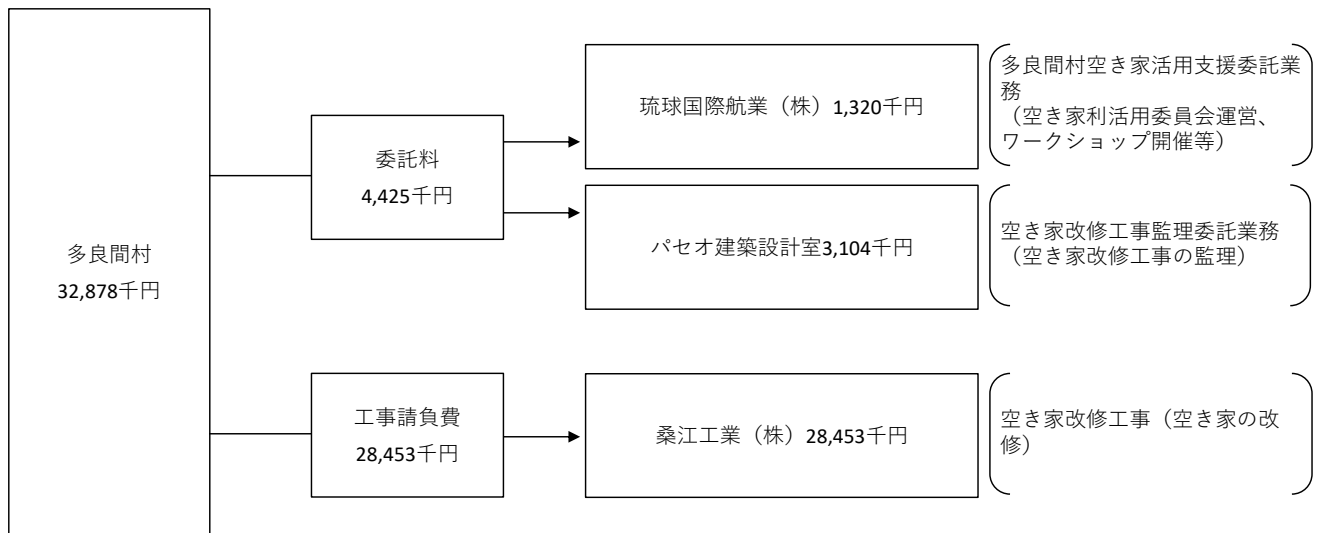 多良間村
32,878千円
委託料
4,425千円
琉球国際航業（株）1,320千円
多良間村空き家活用支援委託業
務
（空き家利活用委員会運営、
ワークショップ開催等）
パセオ建築設計室3,104千円
空き家改修工事監理委託業務
（空き家改修工事の監理）
工事請負費
28,453千円
桑江工業（株）28,453千円
空き家改修工事（空き家の改
修）